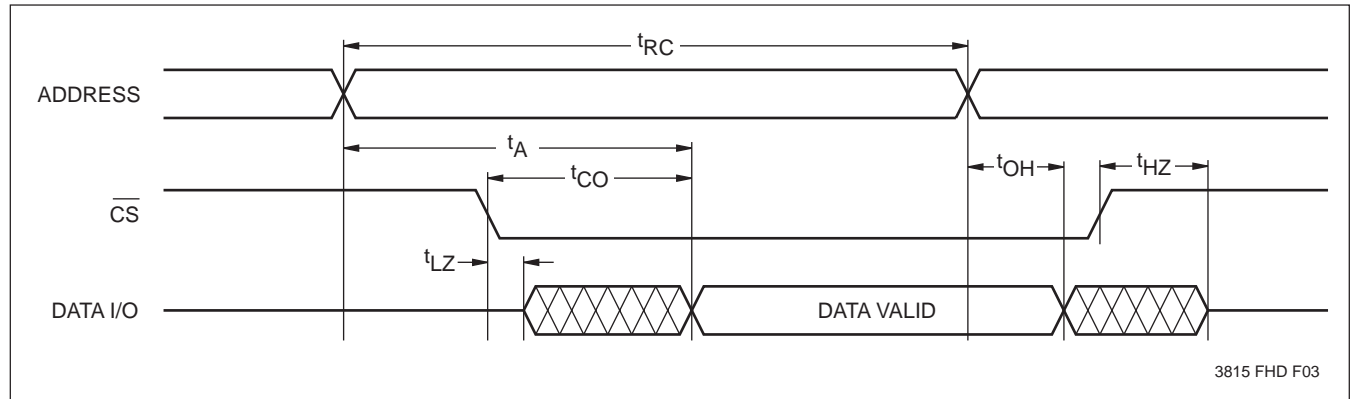 tRC
ADDRESS
tA
tCO
tOH
tHZ
CS
tLZ
DATA I/O
DATA VALID
3815 FHD F03